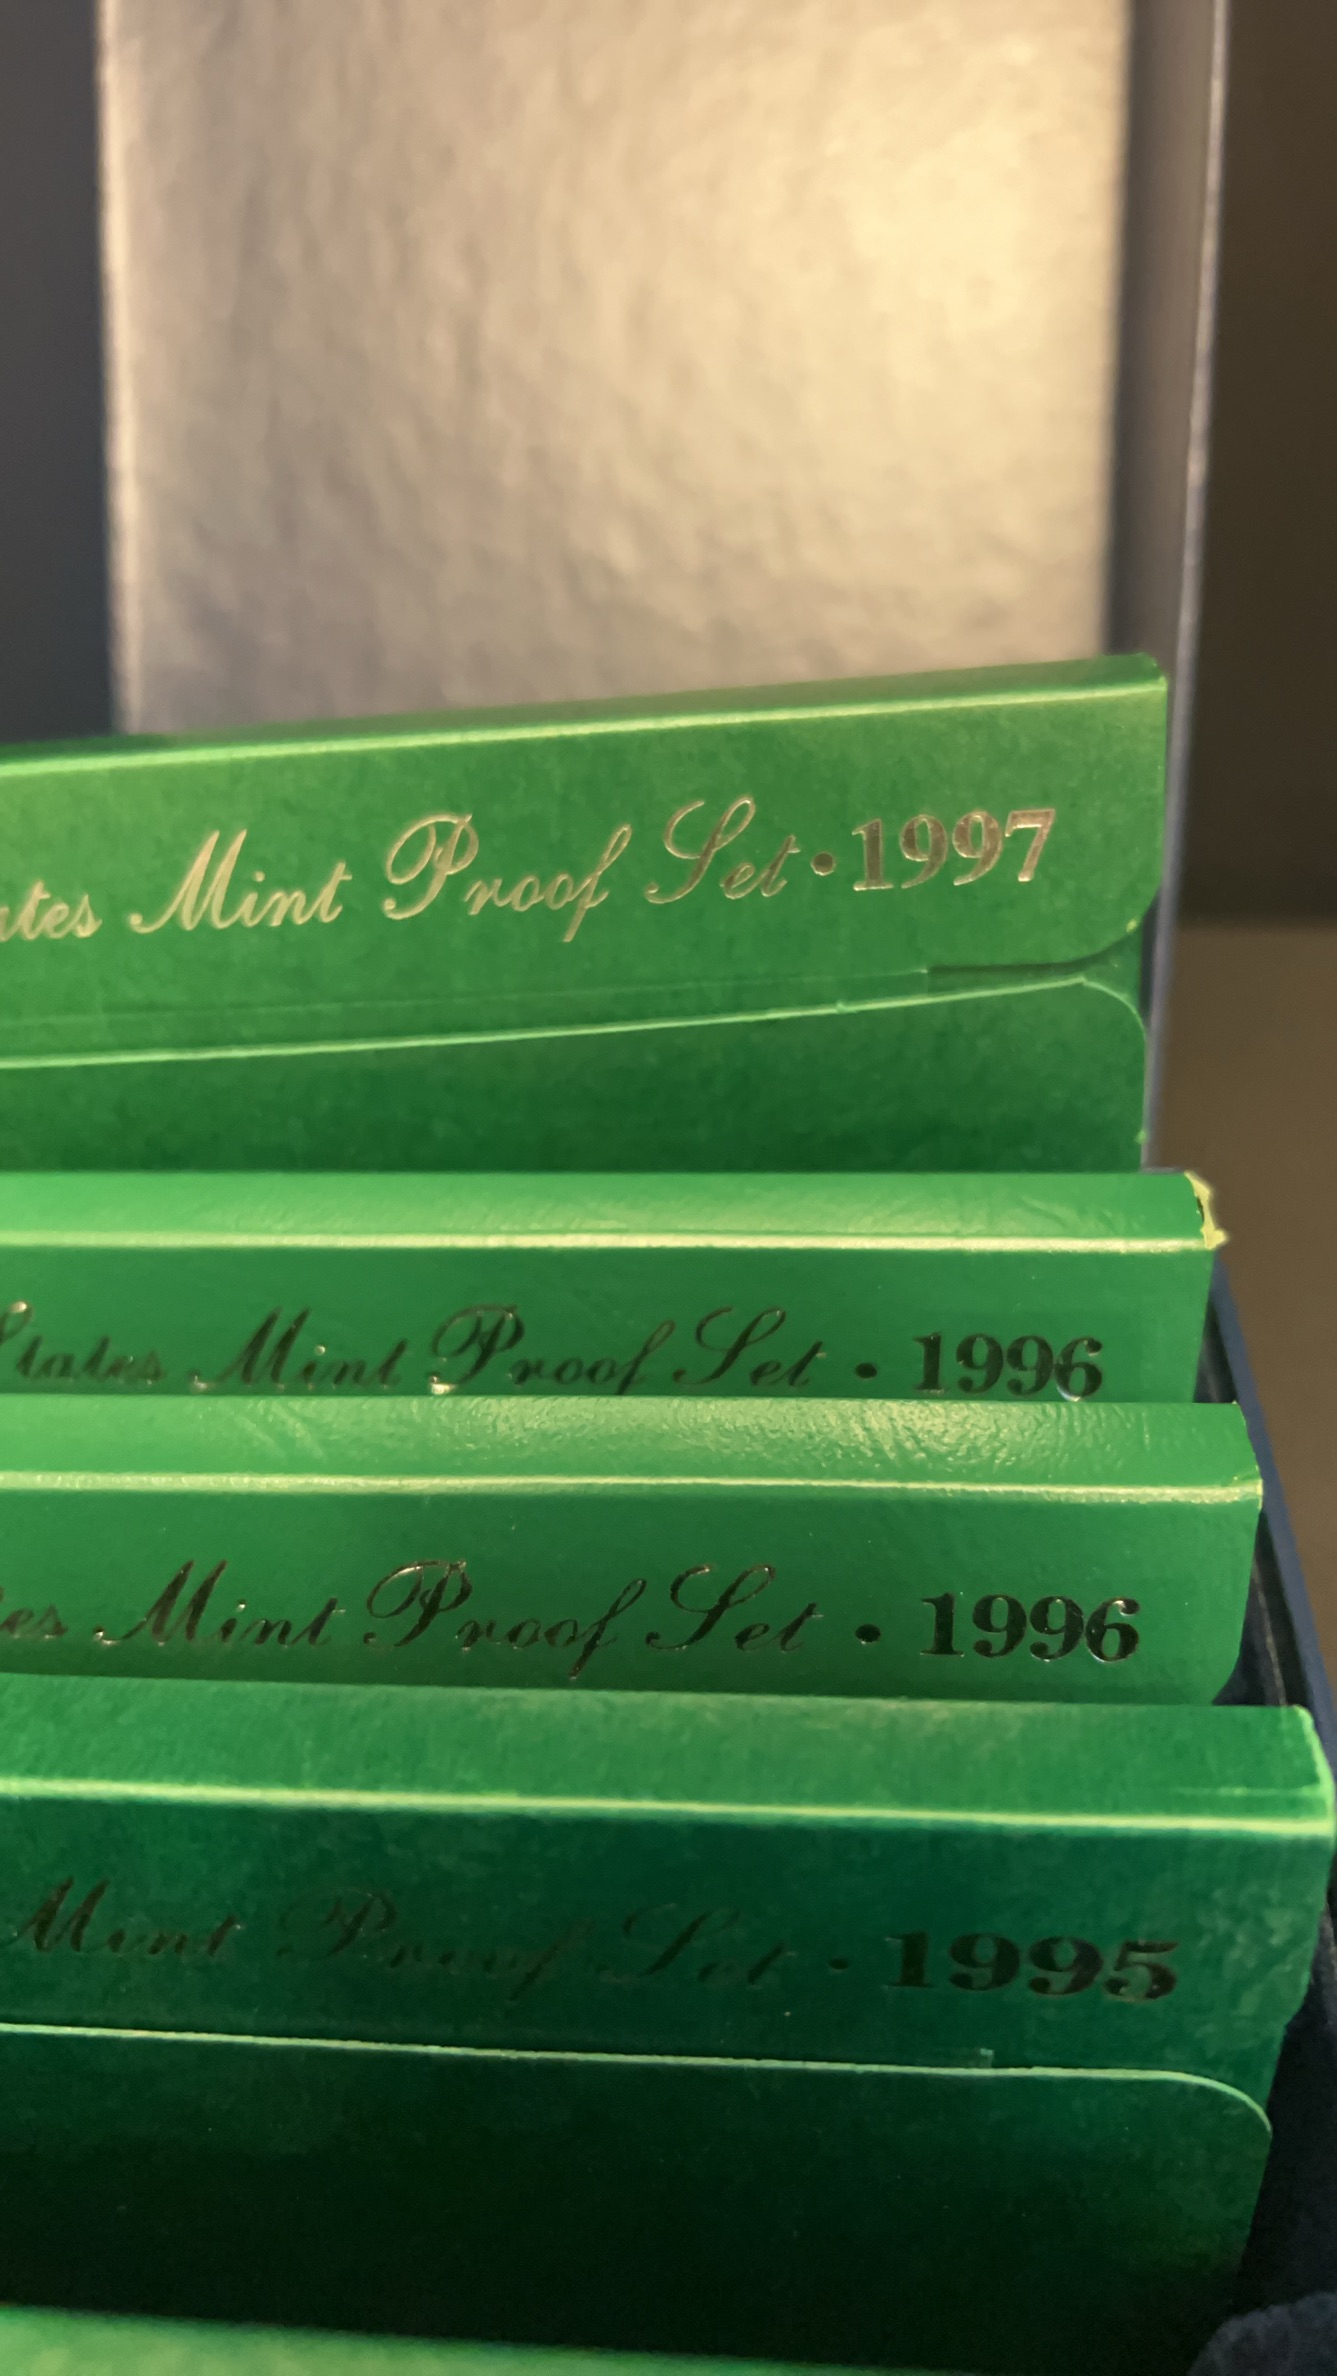 ates Mint Proof Set • 1997
States Mint Proof Set • 1996
es Mint Proof Set • 1996
Mint Proof Set • 1995